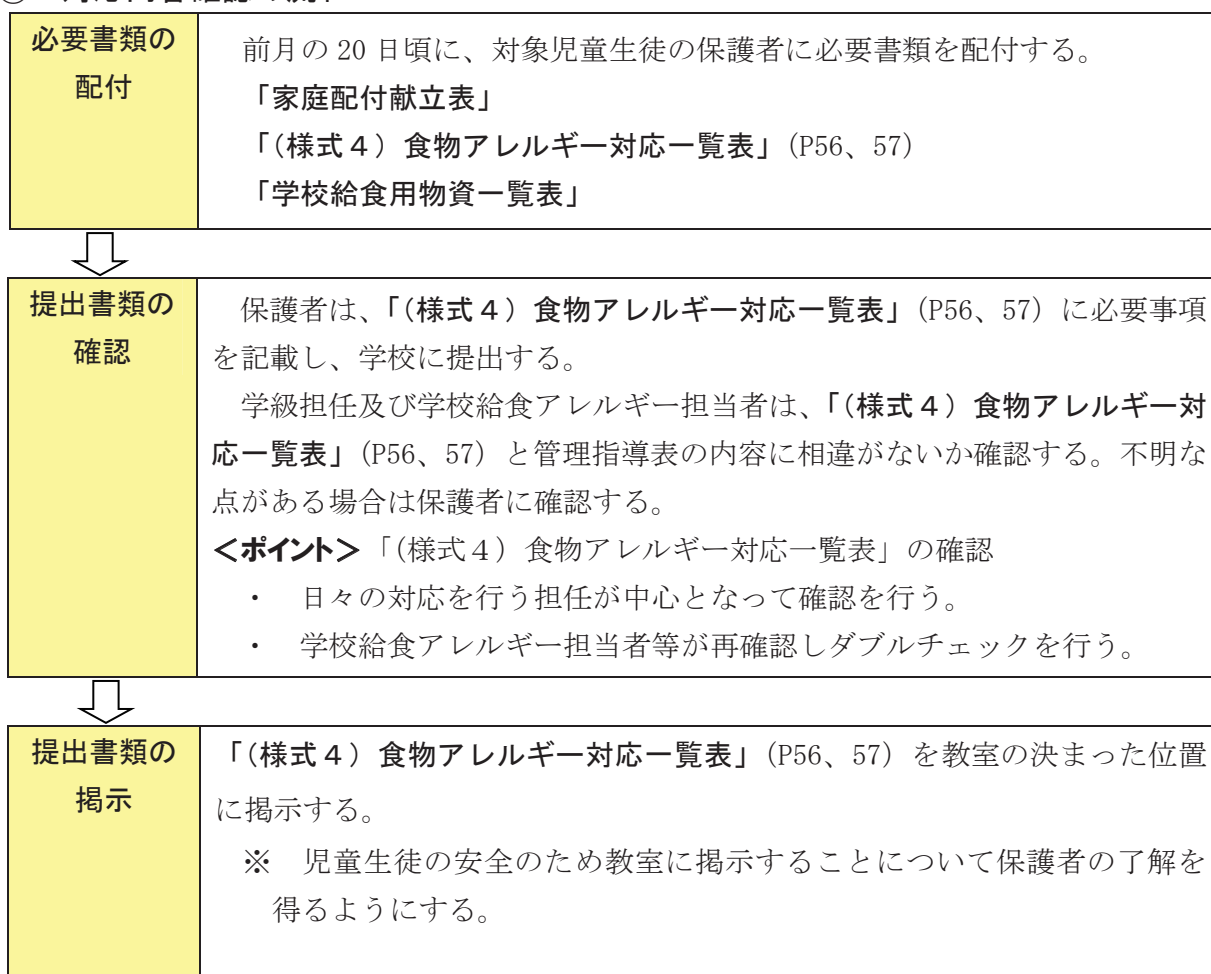 必要書類の
配付
前月の 20 日頃に、対象児童生徒の保護者に必要書類を配付する。
「家庭配付献立表」
「(様式4）食物アレルギー対応一覧表」(P56、57)
「学校給食用物資一覧表」
提出書類の
確認
保護者は、「(様式4）食物アレルギー対応一覧表」(P56、57）に必要事項
を記載し、学校に提出する。
学級担任及び学校給食アレルギー担当者は、「(様式4）食物アレルギー対
応一覧表」(P56、57）と管理指導表の内容に相違がないか確認する。不明な
点がある場合は保護者に確認する。
＜ポイント＞「(様式4）食物アレルギー対応一覧表」の確認
・　日々の対応を行う担任が中心となって確認を行う。
・　学校給食アレルギー担当者等が再確認しダブルチェックを行う。
提出書類の
掲示
「(様式4）食物アレルギー対応一覧表」(P56、57）を教室の決まった位置
に掲示する。
※　児童生徒の安全のため教室に掲示することについて保護者の了解を
得るようにする。